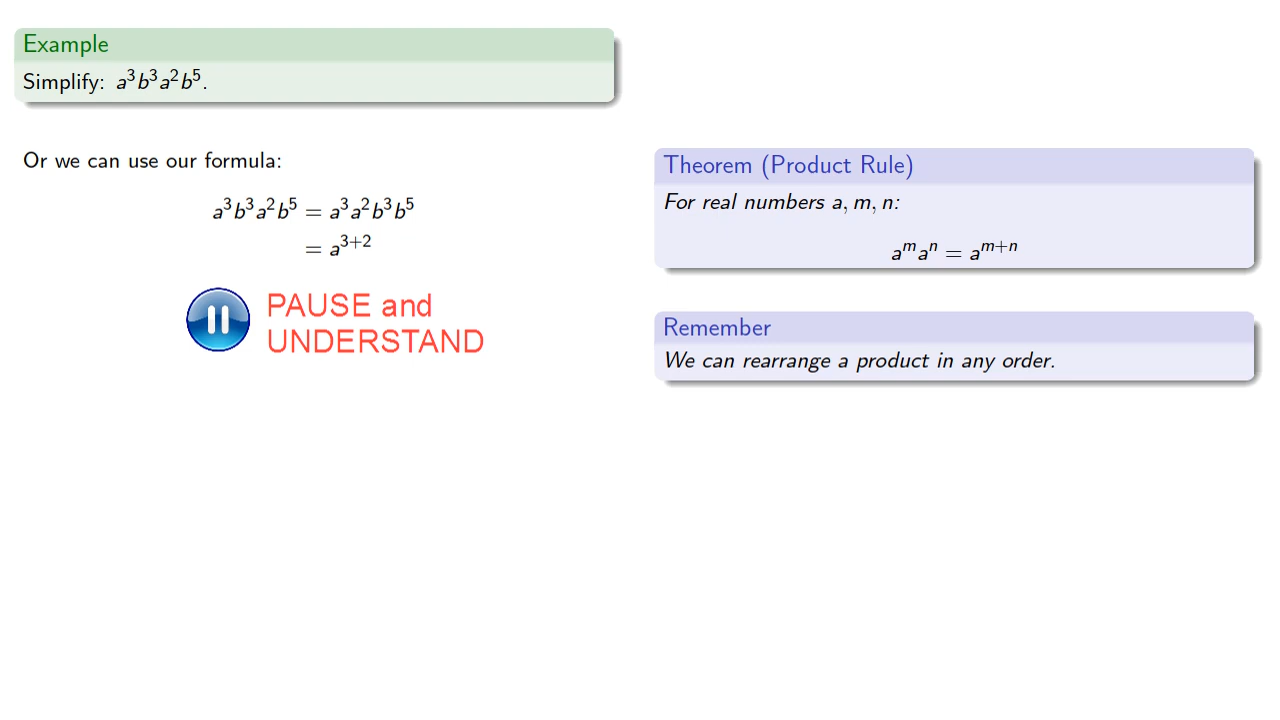 Example
Simplify: a³b³a²b⁵.
Or we can use our formula:
a³b³a²b⁵ = a³a²b³b⁵
= a³⁺²
PAUSE and
UNDERSTAND
Theorem (Product Rule)
For real numbers a, m, n:
aᵐaⁿ = aᵐ⁺ⁿ
Remember
We can rearrange a product in any order.